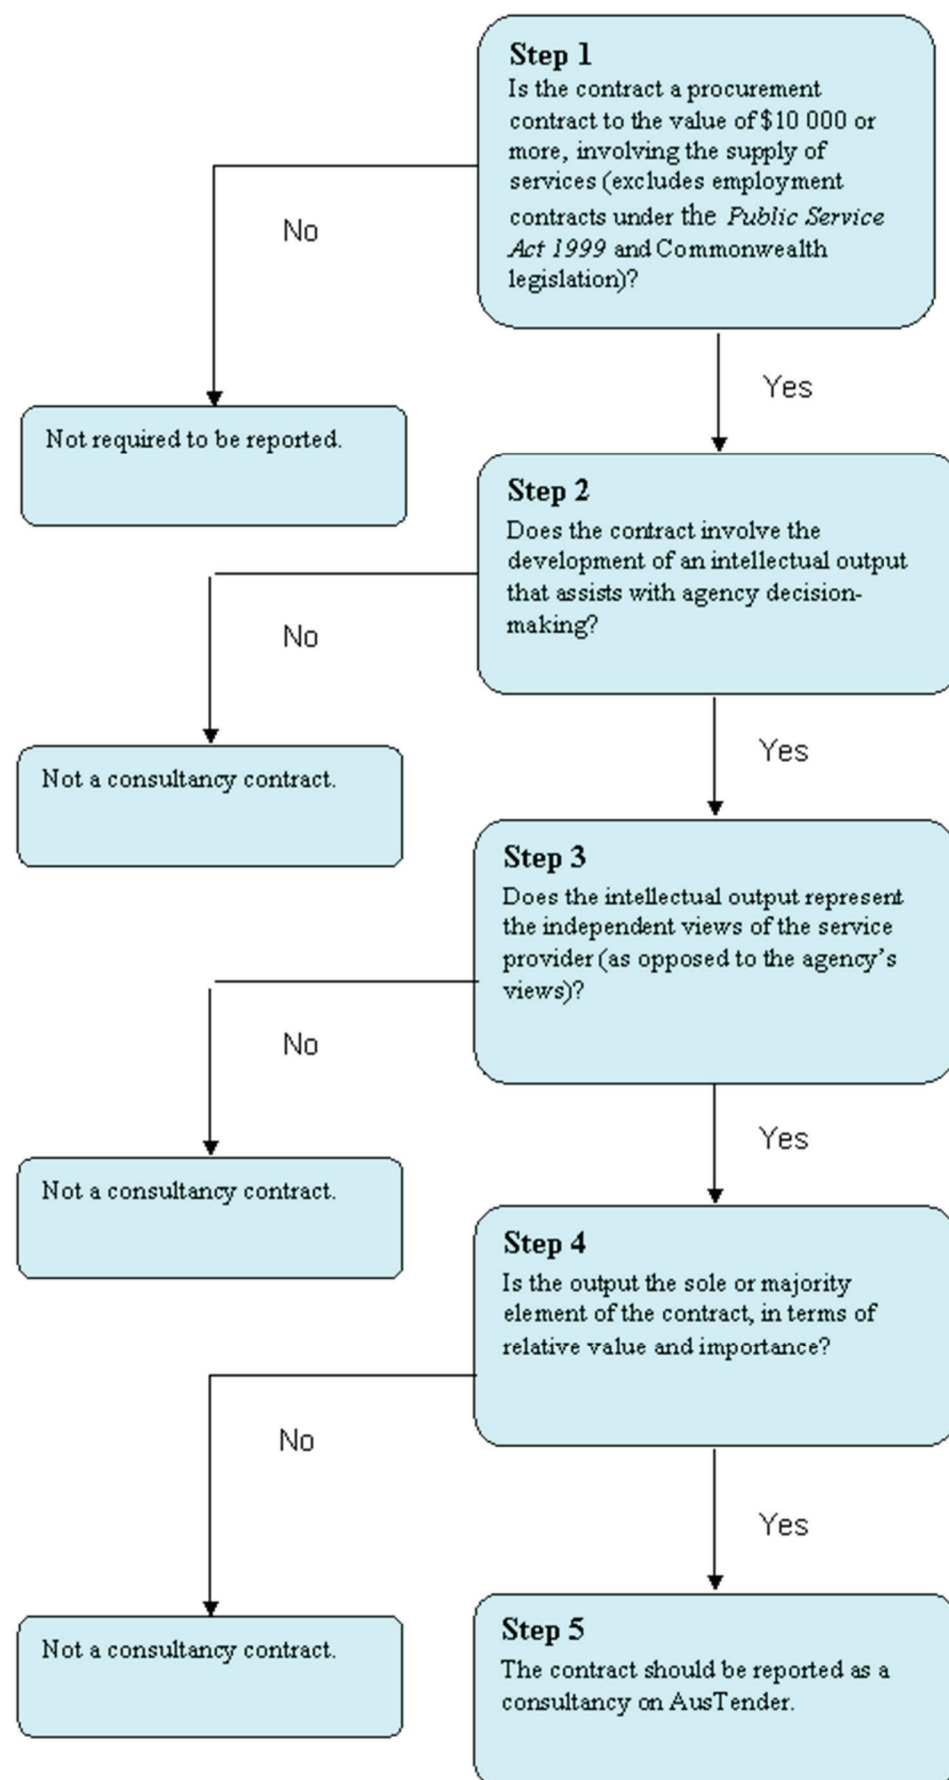 Step 1
Is the contract a procurement
contract to the value of $10 000 or
more, involving the supply of
services (excludes employment
contracts under the Public Service
Act 1999 and Commonwealth
legislation)?
No
Yes
Not required to be reported.
Step 2
Does the contract involve the
development of an intellectual output
that assists with agency decision-
making?
No
Yes
Not a consultancy contract.
Step 3
Does the intellectual output represent
the independent views of the service
provider (as opposed to the agency’s
views)?
No
Yes
Not a consultancy contract.
Step 4
Is the output the sole or majority
element of the contract, in terms of
relative value and importance?
No
Yes
Not a consultancy contract.
Step 5
The contract should be reported as a
consultancy on AusTender.